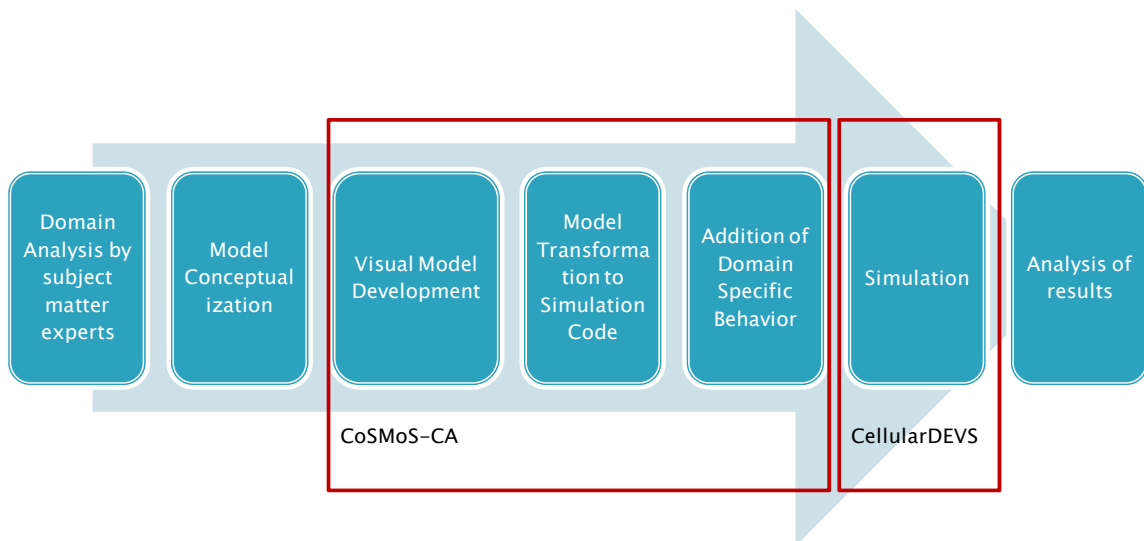 Domain
Analysis by
subject
matter
experts
Model
Conceptual
ization
Visual Model
Development
Model
Transforma
tion to
Simulation
Code
Addition of
Domain
Specific
Behavior
Simulation
Analysis of
results
CoSMoS-CA
CellularDEVS